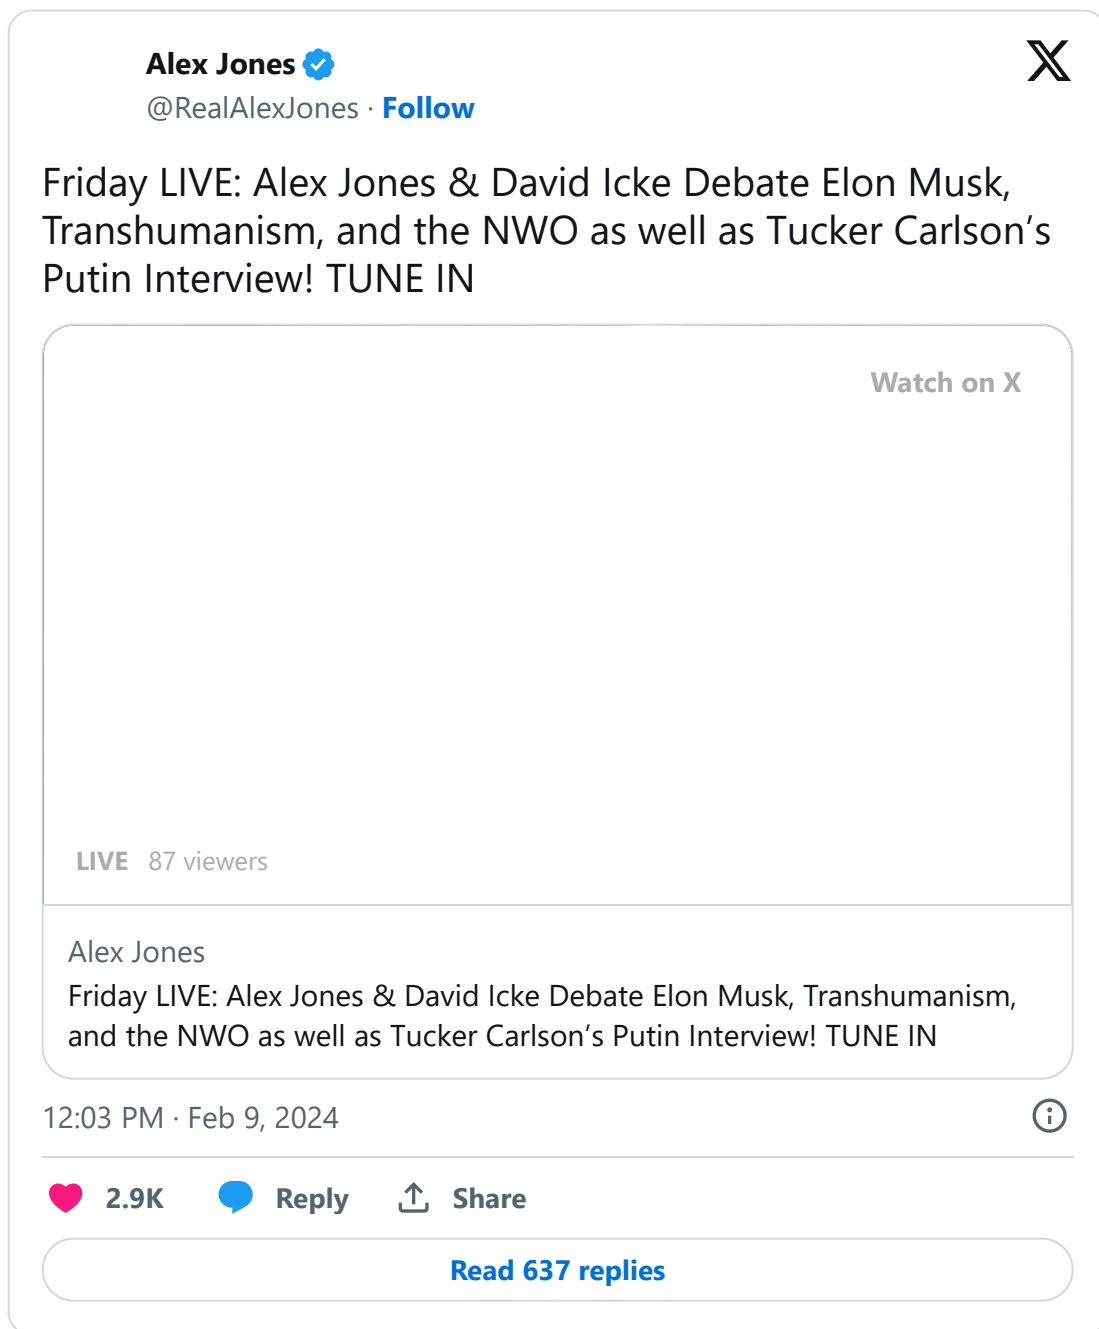 Alex Jones
@RealAlexJones · Follow
Friday LIVE: Alex Jones & David Icke Debate Elon Musk,
Transhumanism, and the NWO as well as Tucker Carlson’s
Putin Interview! TUNE IN
Watch on X
LIVE 87 viewers
Alex Jones
Friday LIVE: Alex Jones & David Icke Debate Elon Musk, Transhumanism,
and the NWO as well as Tucker Carlson’s Putin Interview! TUNE IN
12:03 PM · Feb 9, 2024
2.9K Reply Share
Read 637 replies